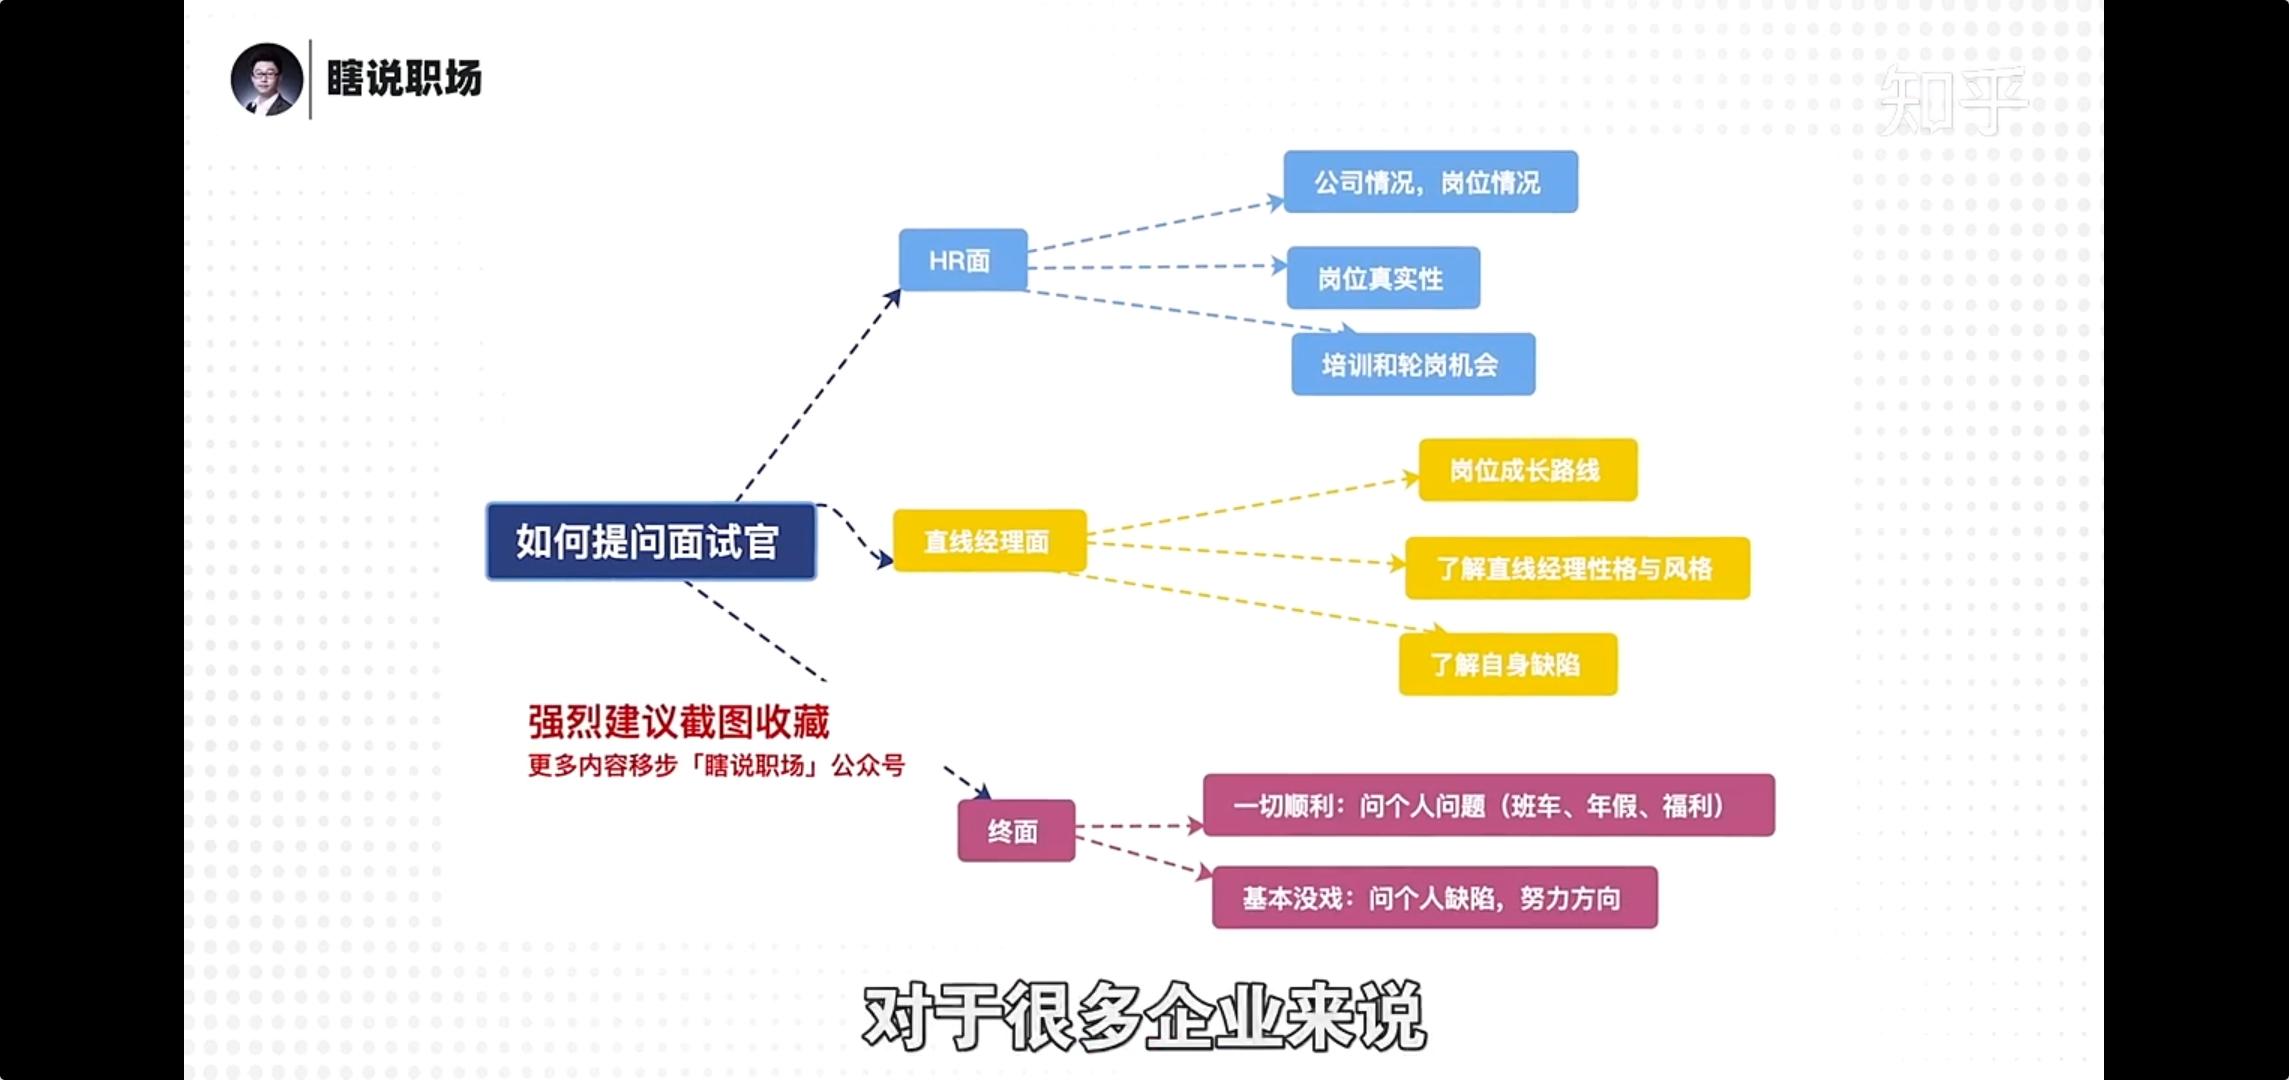 瞎说职场
知乎
公司情况，岗位情况
HR面
岗位真实性
培训和轮岗机会
岗位成长路线
如何提问面试官
直线经理面
了解直线经理性格与风格
了解自身缺陷
强烈建议截图收藏
更多内容移步「瞎说职场」公众号
一切顺利：问个人问题（班车、年假、福利）
终面
基本没戏：问个人缺陷，努力方向
对于很多企业来说